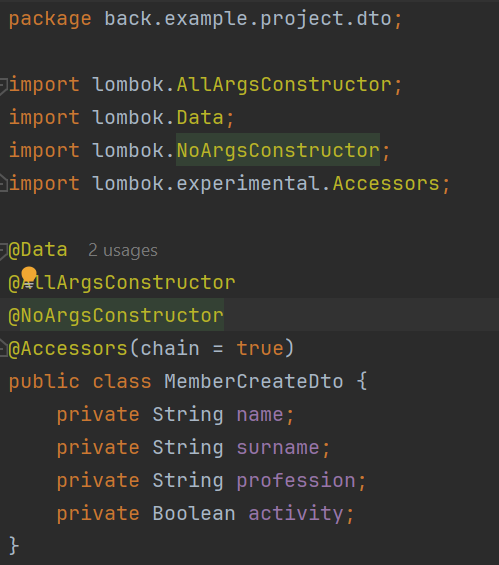 package back.example.project.dto;
import lombok.AllArgsConstructor;
import lombok.Data;
import lombok.NoArgsConstructor;
import lombok.experimental.Accessors;
@Data 2 usages
@AllArgsConstructor
@NoArgsConstructor
@Accessors(chain = true)
public class MemberCreateDto {
    private String name;
    private String surname;
    private String profession;
    private Boolean activity;
}